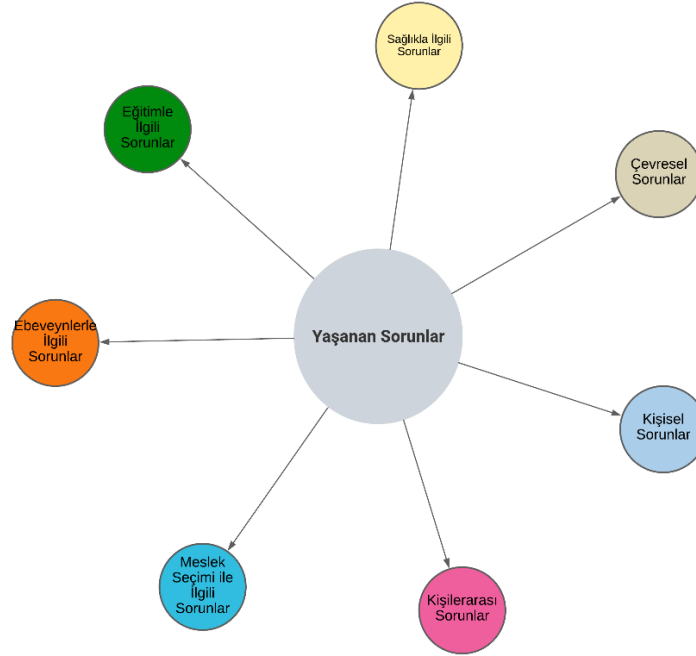 Sağlıkla İlgili
Sorunlar
Eğitimle
İlgili
Sorunlar
Çevresel
Sorunlar
Yaşanan Sorunlar
Ebeveynlerle
İlgili
Sorunlar
Kişisel
Sorunlar
Meslek
Seçimi ile
İlgili
Sorunlar
Kişilerarası
Sorunlar